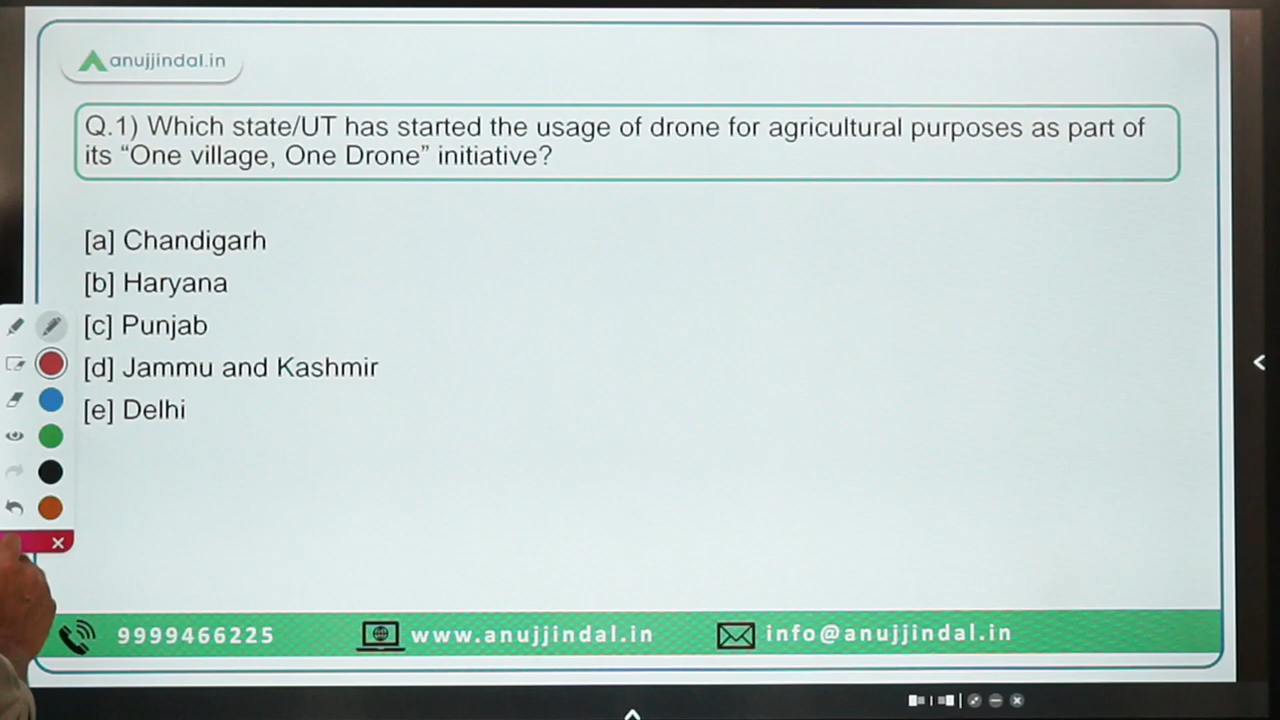 anujjindal.in
Q.1) Which state/UT has started the usage of drone for agricultural purposes as part of
its “One village, One Drone” initiative?
[a] Chandigarh
[b] Haryana
[c] Punjab
[d] Jammu and Kashmir
[e] Delhi
9999466225 www.anujjindal.in info@anujjindal.in